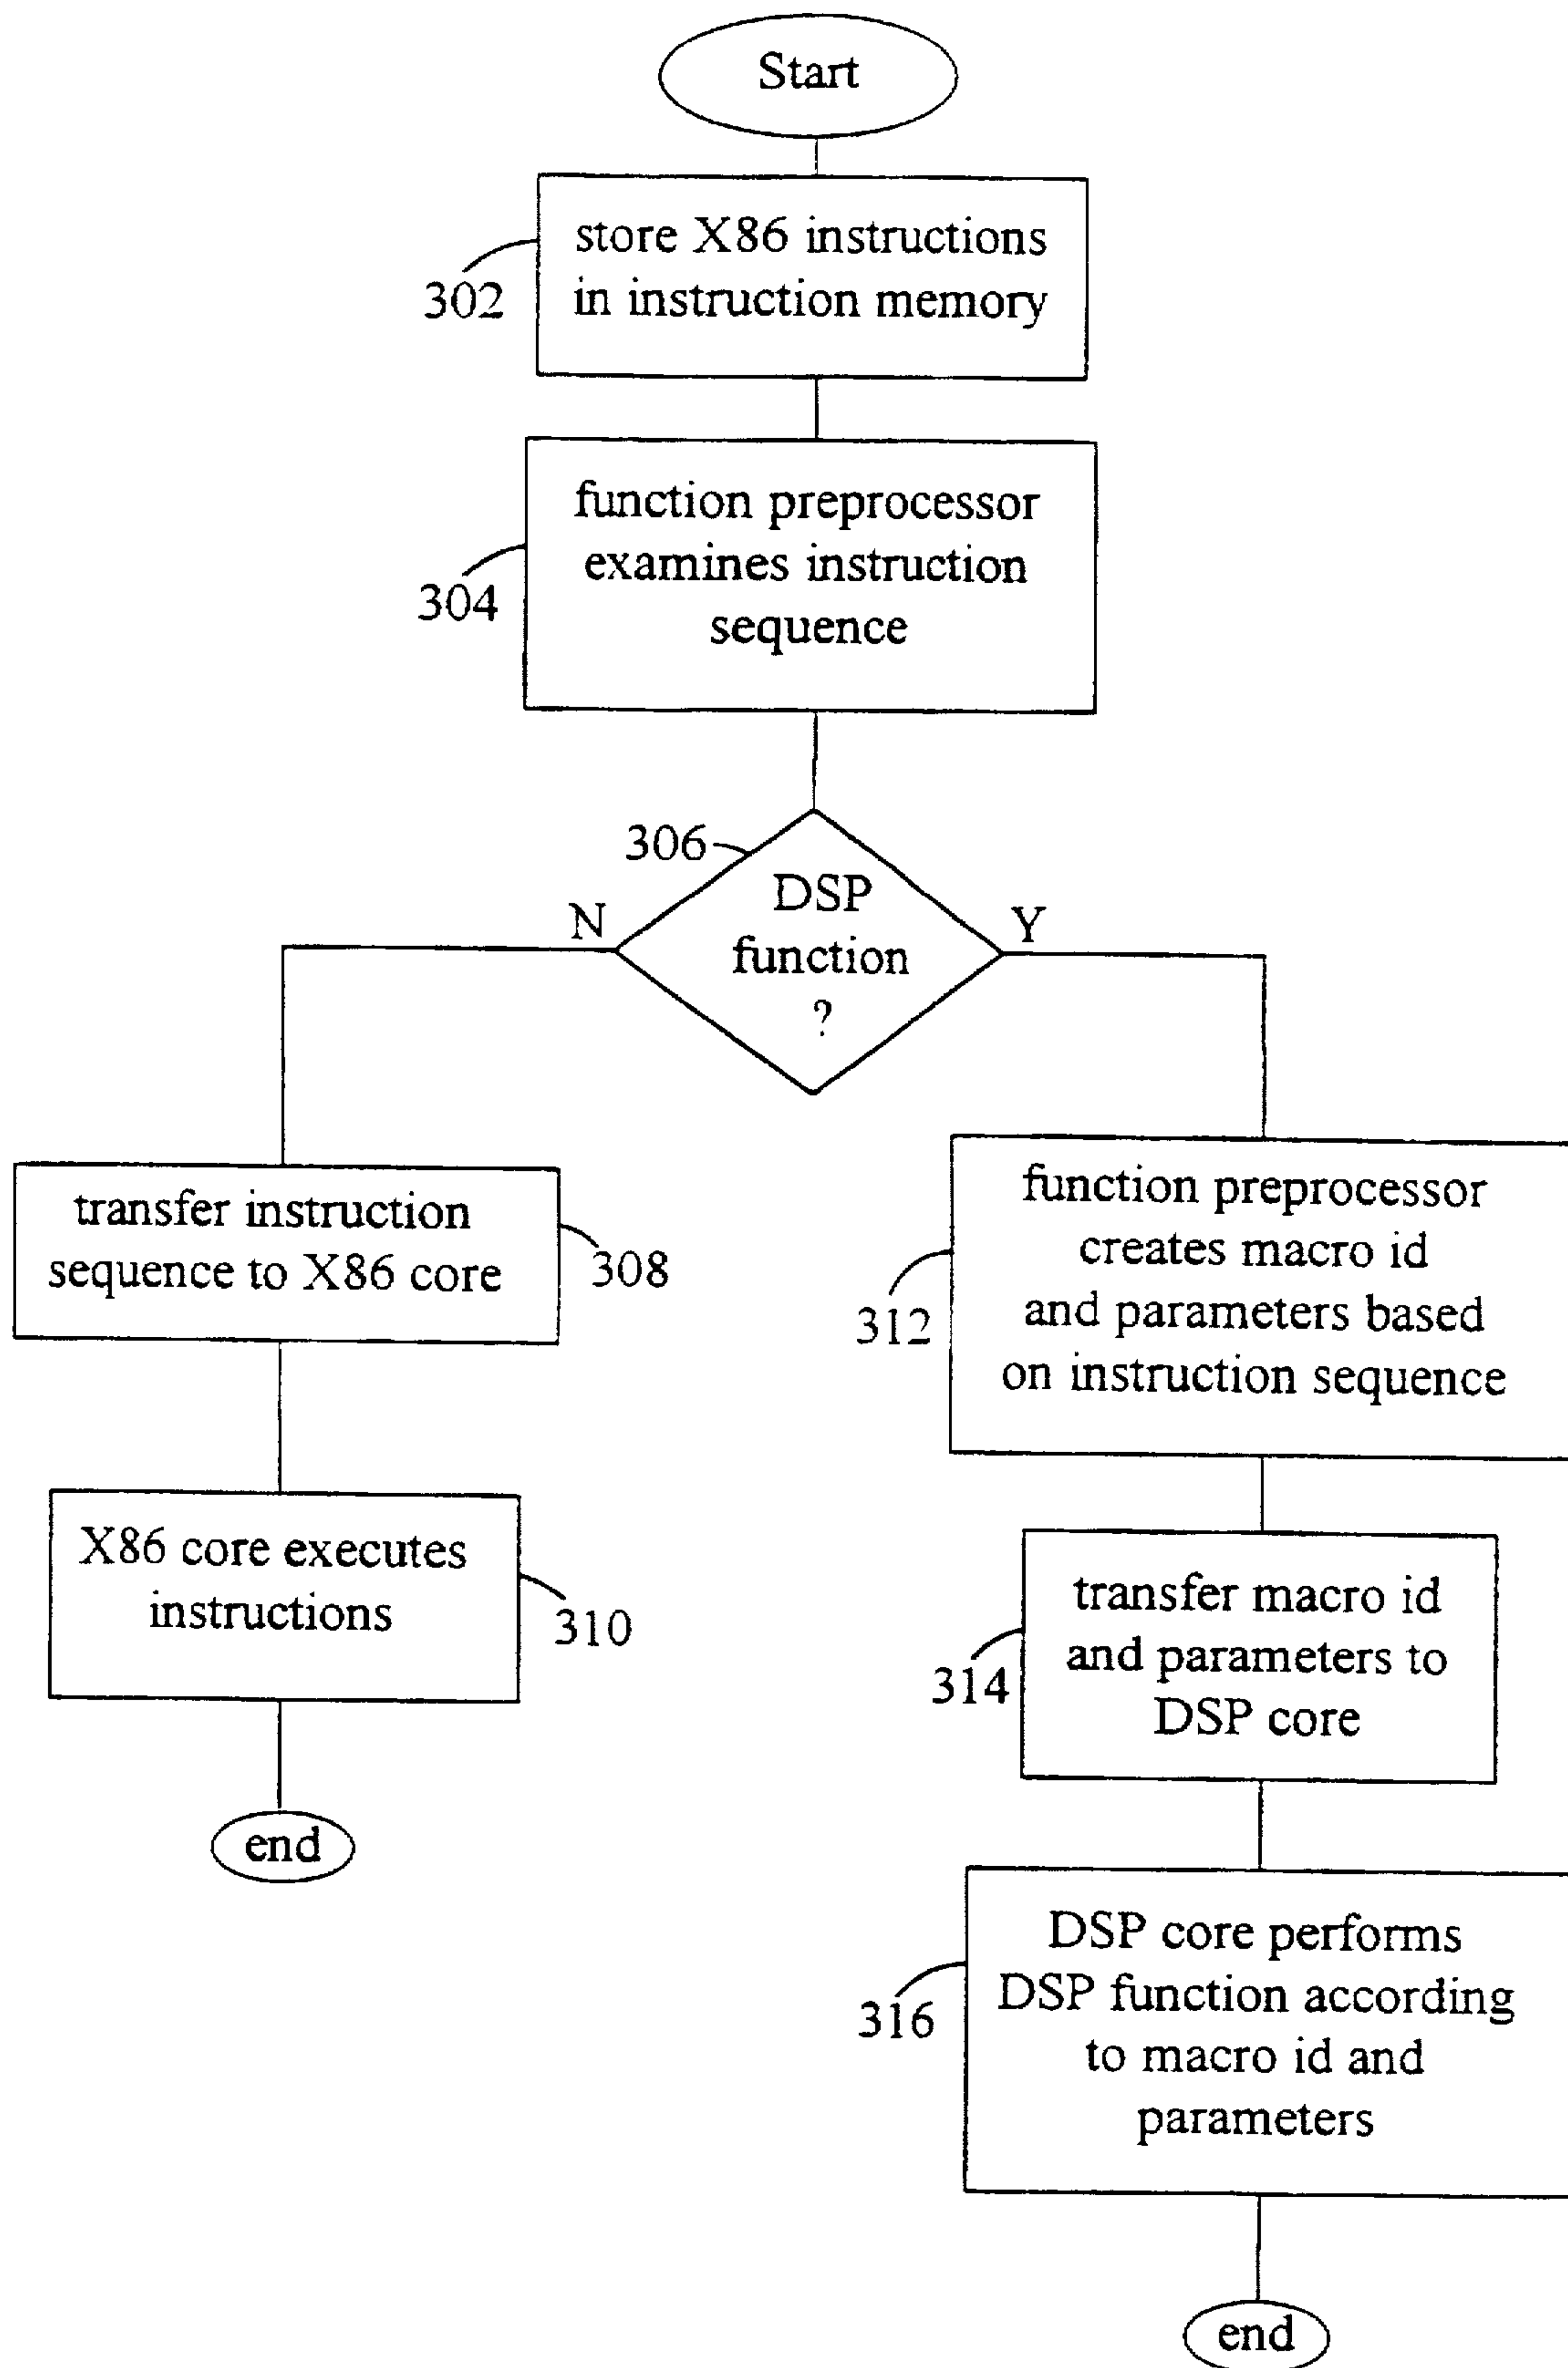 Start
store X86 instructions
in instruction memory
302
function preprocessor
examines instruction
sequence
304
306
DSP
function
?
N
Y
transfer instruction
sequence to X86 core
308
X86 core executes
instructions
310
end
function preprocessor
creates macro id
and parameters based
on instruction sequence
312
transfer macro id
and parameters to
DSP core
314
DSP core performs
DSP function according
to macro id and
parameters
316
end